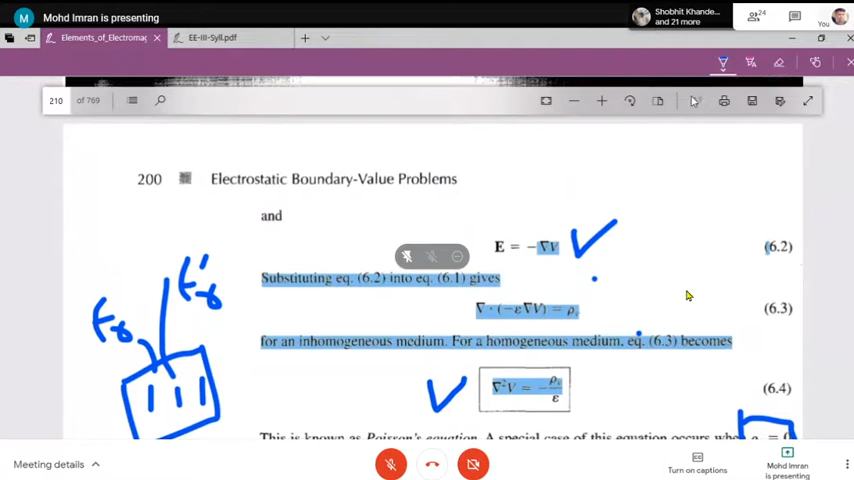 M Mohd Imran is presenting
Shobhit Khande...
and 21 more
24
You
Elements_of_Electromag
EE-III-Syll.pdf
210 of 769
200 Electrostatic Boundary-Value Problems
and
E = −∇V (6.2)
Substituting eq. (6.2) into eq. (6.1) gives
∇ · (−ε∇V) = ρᵥ (6.3)
for an inhomogeneous medium. For a homogeneous medium, eq. (6.3) becomes
∇²V = −ρᵥ/ε (6.4)
This is known as Poisson's equation. A special case of this equation occurs when
Meeting details
Turn on captions
Mohd Imran
is presenting